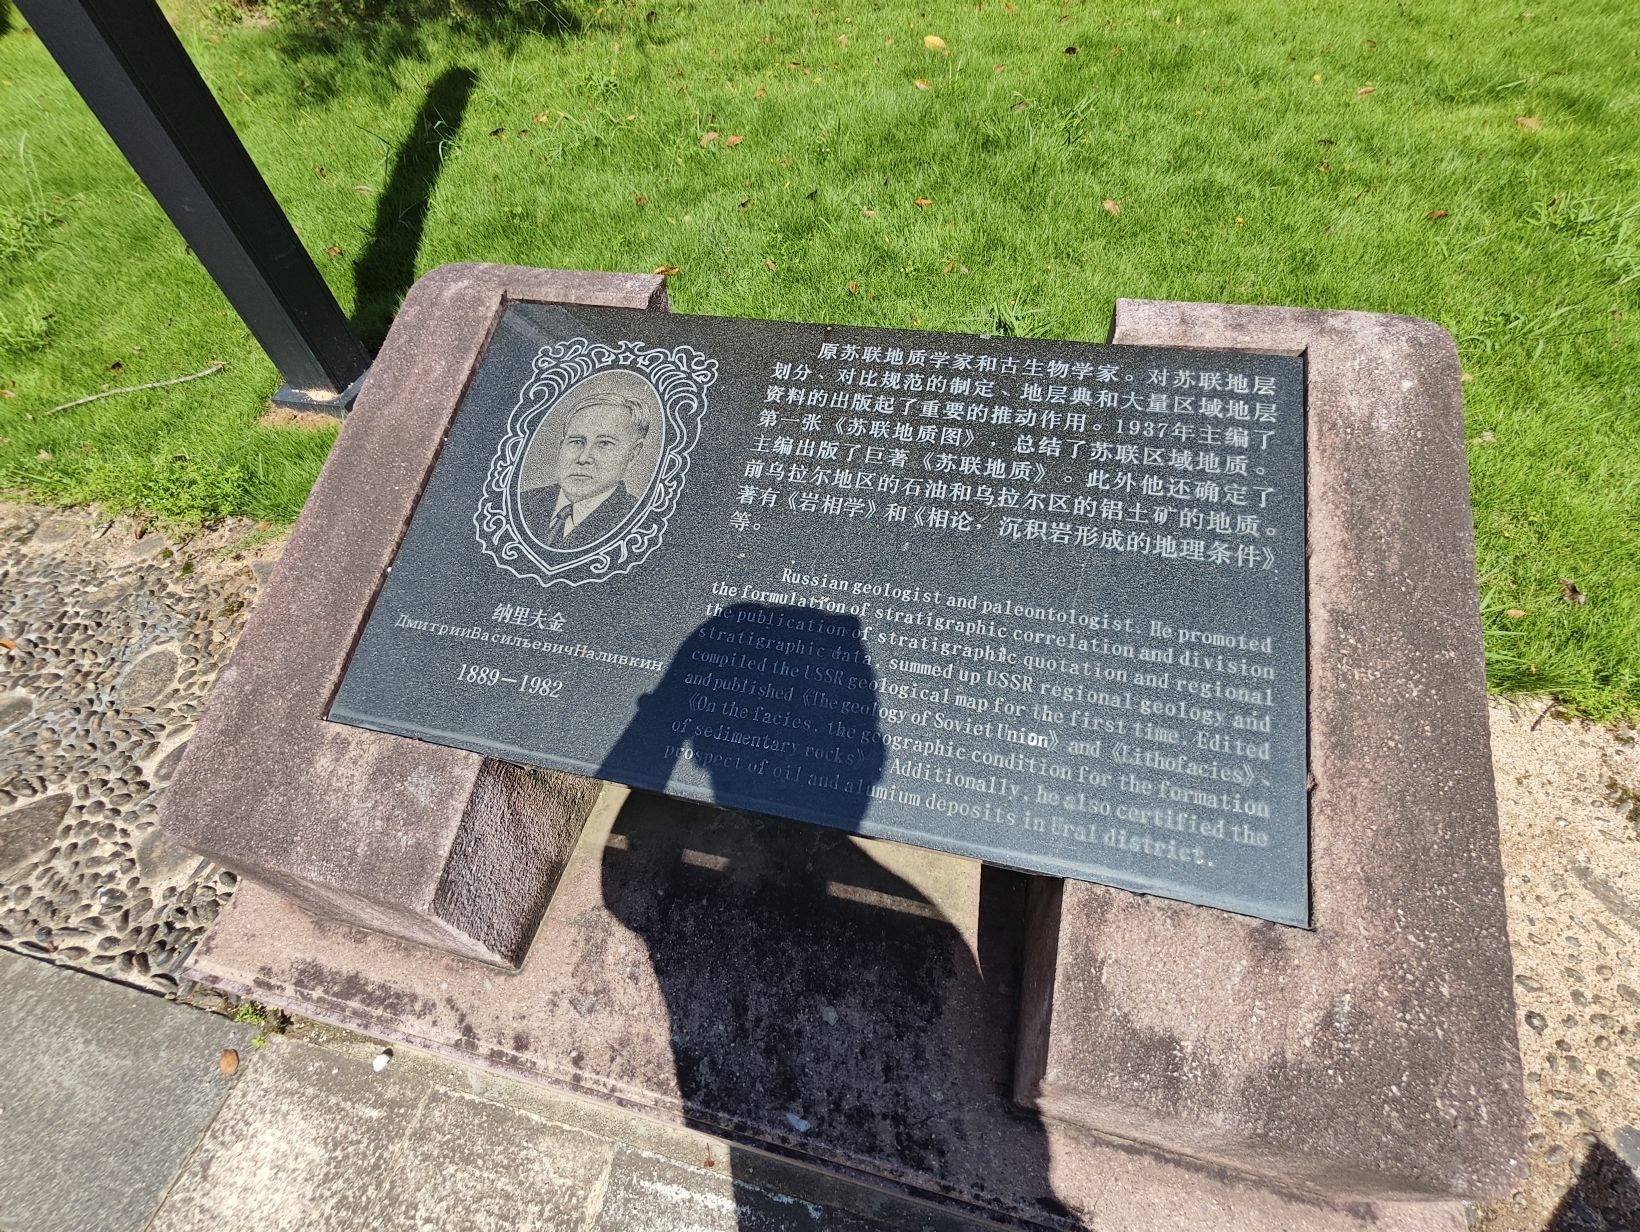 纳里夫金
ДмитрииВасилъевичНаливкин
1889-1982
原苏联地质学家和古生物学家。对苏联地层
划分、对比规范的制定、地层典和大量区域地层
资料的出版起了重要的推动作用。1937年主编了
第一张《苏联地质图》，总结了苏联区域地质。
主编出版了巨著《苏联地质》。此外他还确定了
前乌拉尔地区的石油和乌拉尔区的铝土矿的地质。
著有《岩相学》和《相论，沉积岩形成的地理条件》
等。
Russian geologist and paleontologist. He promoted
the formulation of stratigraphic correlation and division
the publication of stratigraphic quotation and regional
stratigraphic data, summed up USSR regional geology and
compiled the USSR geological map for the first time. Edited
and published 《The geology of Soviet Union》 and 《Lithofacies》、
《On the facies, the geographic condition for the formation
of sedimentary rocks》. Additionally, he also certified the
prospect of oil and alumium deposits in Ural district.